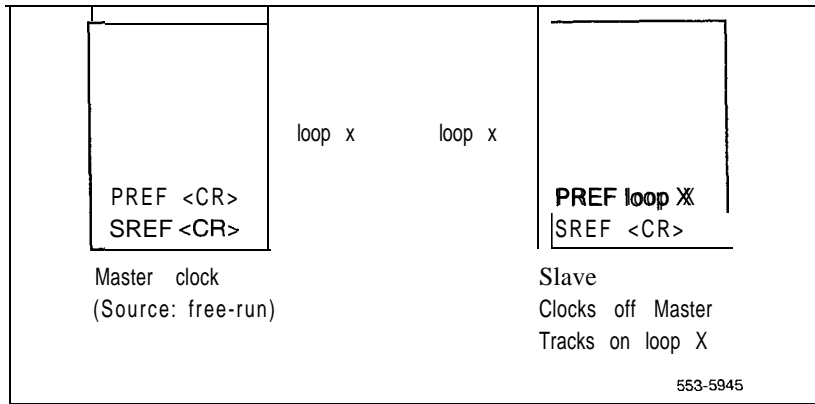 loop x loop x
PREF <CR>
SREF <CR>
PREF loop X
SREF <CR>
Master clock
(Source: free-run)
Slave
Clocks off Master
Tracks on loop X
553-5945